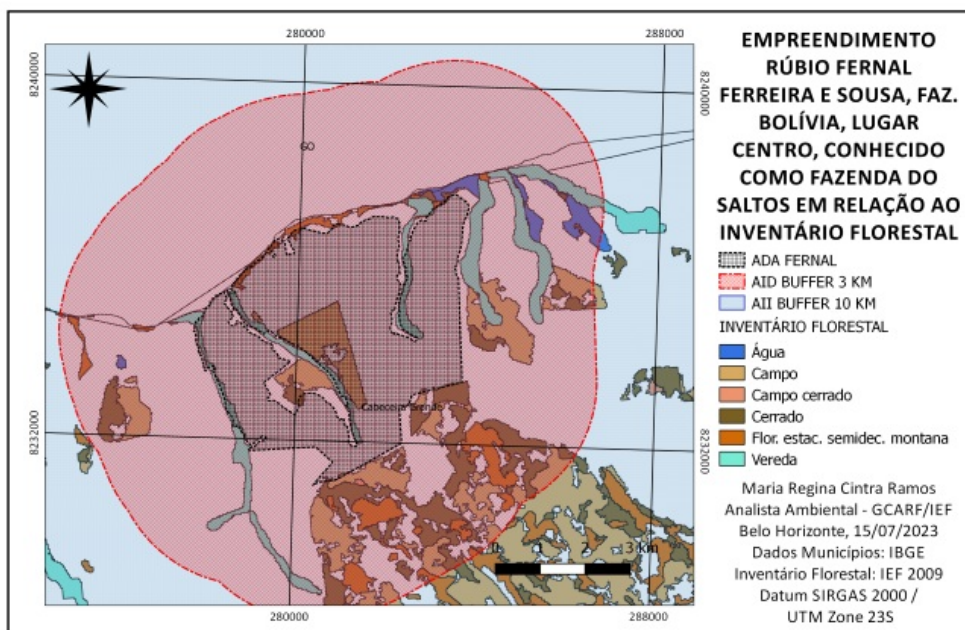 280000
288000
8240000
8240000
GO
Cabeceira Grande
8232000
8232000
0 1 2 3 km
280000
288000
EMPREENDIMENTO
RÚBIO FERNAL
FERREIRA E SOUSA, FAZ.
BOLÍVIA, LUGAR
CENTRO, CONHECIDO
COMO FAZENDA DO
SALTOS EM RELAÇÃO AO
INVENTÁRIO FLORESTAL
ADA FERNAL
AID BUFFER 3 KM
AII BUFFER 10 KM
INVENTÁRIO FLORESTAL
Água
Campo
Campo cerrado
Cerrado
Flor. estac. semidec. montana
Vereda
Maria Regina Cintra Ramos
Analista Ambiental - GCARF/IEF
Belo Horizonte, 15/07/2023
Dados Municípios: IBGE
Inventário Florestal: IEF 2009
Datum SIRGAS 2000 /
UTM Zone 23S